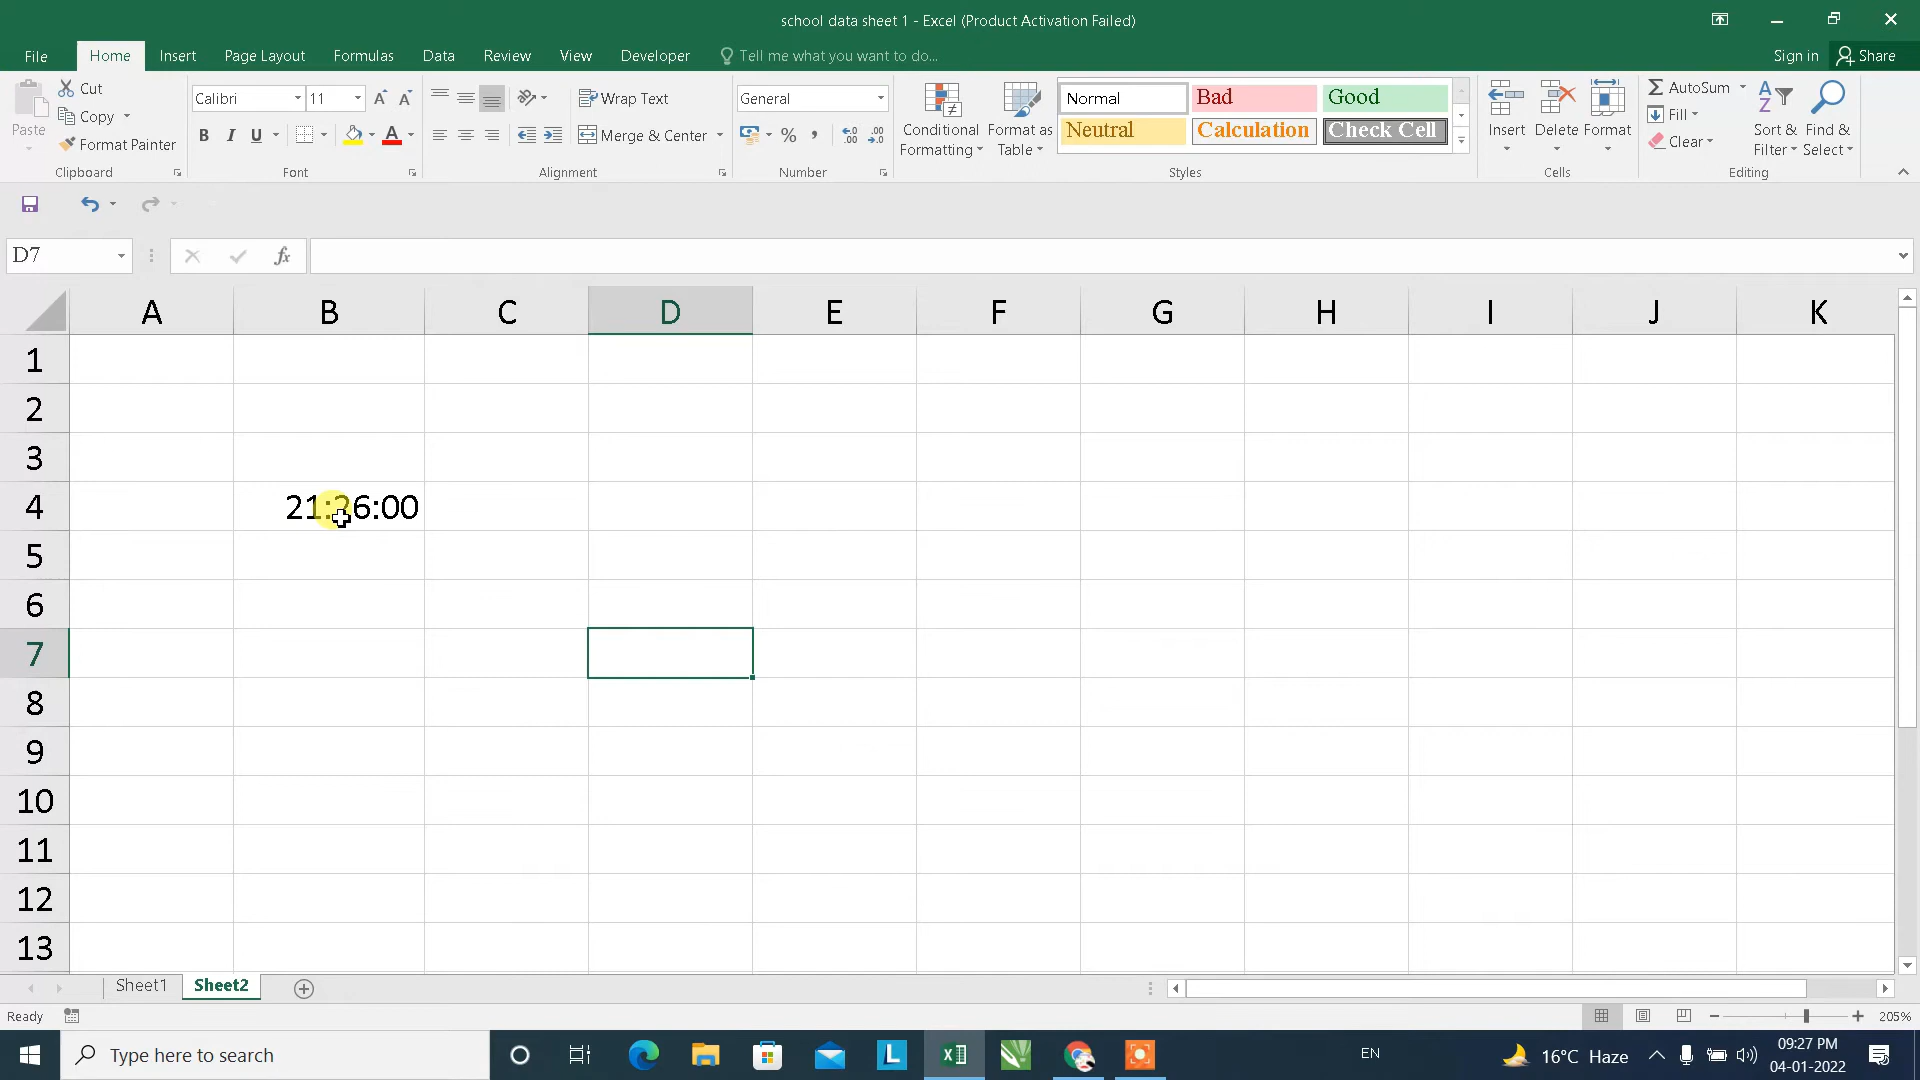 school data sheet 1 - Excel (Product Activation Failed)
File Home Insert Page Layout Formulas Data Review View Developer Tell me what you want to do... Sign in Share
Paste Cut Copy Format Painter Clipboard
Calibri 11 B I U A Font
Wrap Text Merge & Center Alignment
General % , Number
Conditional Formatting Format as Table
Normal Bad Good
Neutral Calculation Check Cell
Styles
Insert Delete Format Cells
AutoSum Fill Clear Sort & Filter Find & Select Editing
D7 fx
A B C D E F G H I J K
1
2
3
4 21:26:00
5
6
7
8
9
10
11
12
13
Sheet1 Sheet2
Ready 205%
Type here to search EN 16°C Haze 09:27 PM
04-01-2022